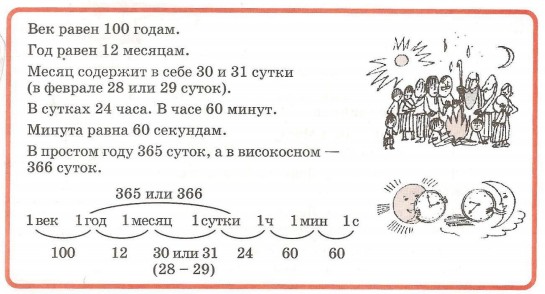 Век равен 100 годам.
Год равен 12 месяцам.
Месяц содержит в себе 30 и 31 сутки
(в феврале 28 или 29 суток).
В сутках 24 часа. В часе 60 минут.
Минута равна 60 секундам.
В простом году 365 суток, а в високосном —
366 суток.
365 или 366
1 век 1 год 1 месяц 1 сутки 1 ч 1 мин 1 с
100 12 30 или 31 24 60 60
(28 – 29)